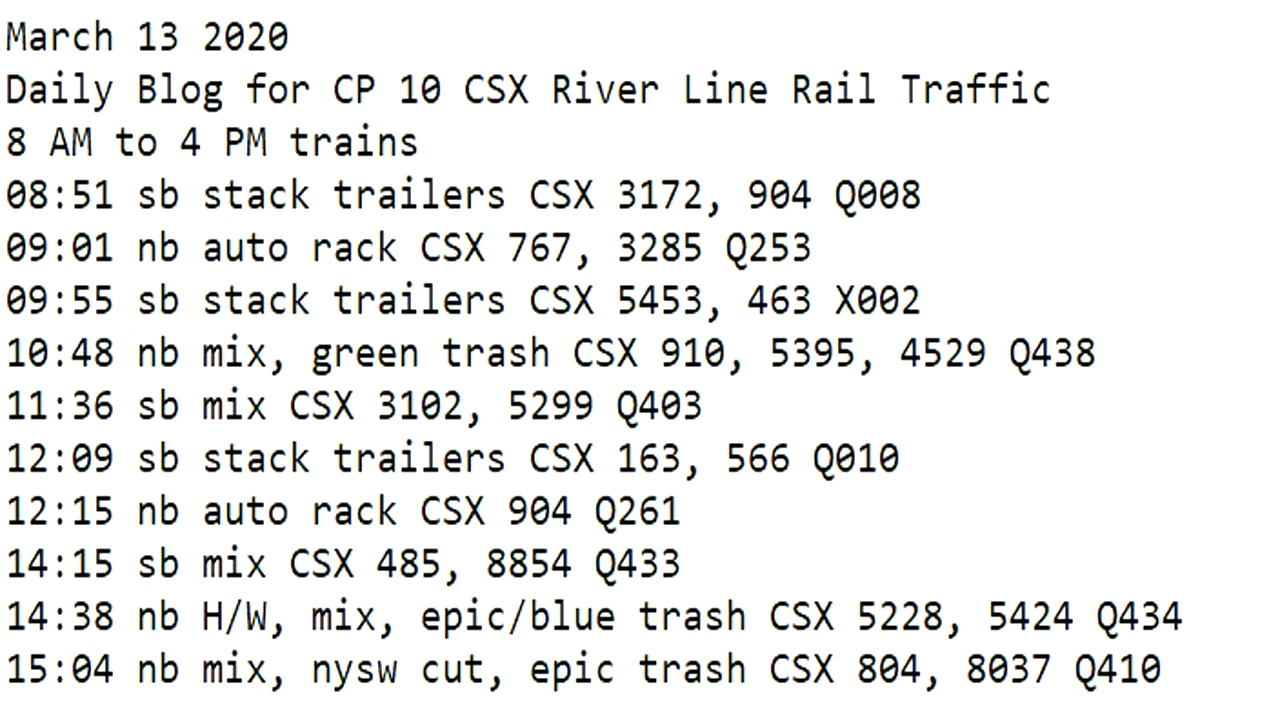 March 13 2020
Daily Blog for CP 10 CSX River Line Rail Traffic
8 AM to 4 PM trains
08:51 sb stack trailers CSX 3172, 904 Q008
09:01 nb auto rack CSX 767, 3285 Q253
09:55 sb stack trailers CSX 5453, 463 X002
10:48 nb mix, green trash CSX 910, 5395, 4529 Q438
11:36 sb mix CSX 3102, 5299 Q403
12:09 sb stack trailers CSX 163, 566 Q010
12:15 nb auto rack CSX 904 Q261
14:15 sb mix CSX 485, 8854 Q433
14:38 nb H/W, mix, epic/blue trash CSX 5228, 5424 Q434
15:04 nb mix, nysw cut, epic trash CSX 804, 8037 Q410